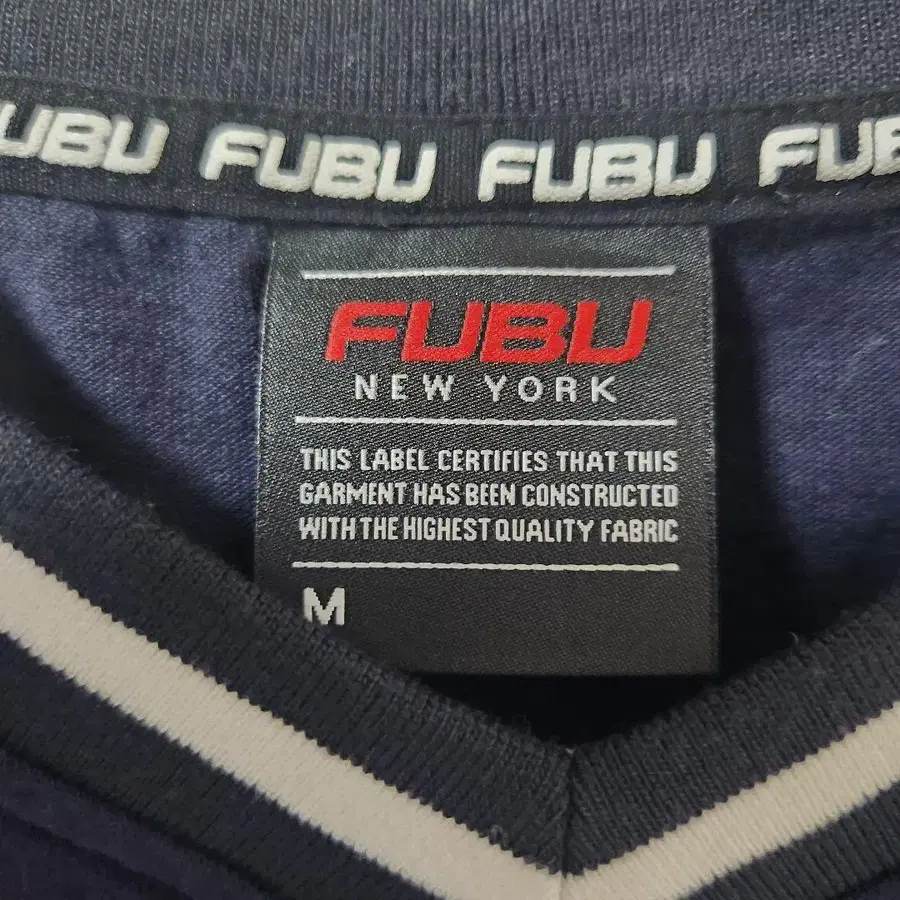 FUBU FUBU FUBU FUB
FUBU
NEW YORK
THIS LABEL CERTIFIES THAT THIS
GARMENT HAS BEEN CONSTRUCTED
WITH THE HIGHEST QUALITY FABRIC
M